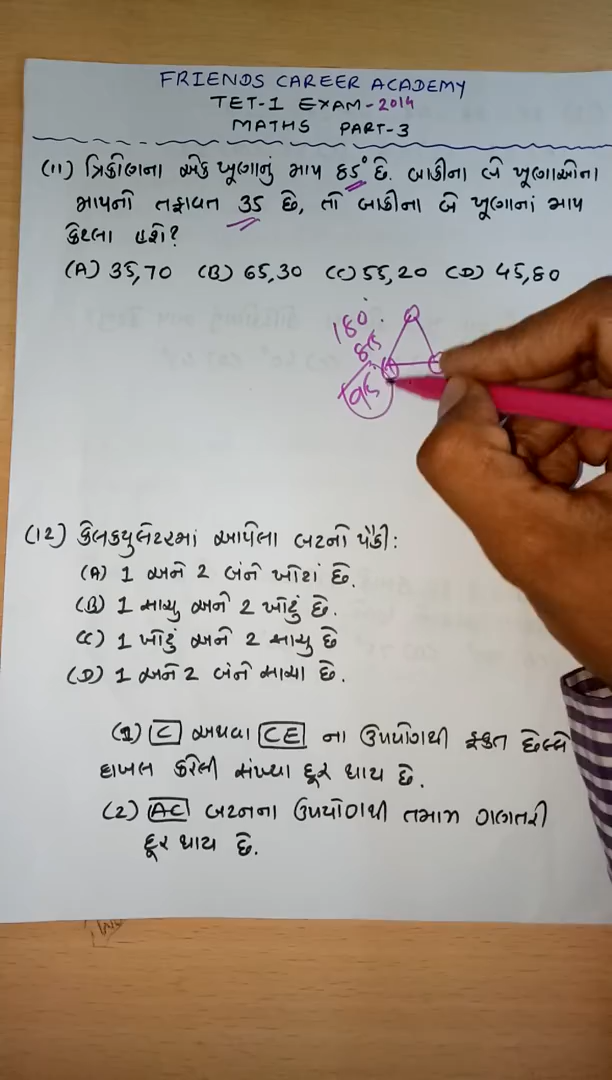 FRIENDS CAREER ACADEMY
TET-1 EXAM-2014
MATHS PART-3
(11) ત્રિકોણના એક ખૂણાનું માપ 85° છે. બાકીના બે ખૂણાઓના
માપનો તફાવત 35 છે, તો બાકીના બે ખૂણાનાં માપ
કેટલા હશે?
(A) 35,70 (B) 65,30 (C) 55,20 (D) 45,80
180°
85
95
(12) કેલક્યુલેટરમાં આપેલા બટનો પૈકી:
(A) 1 અને 2 બંને ખોટાં છે.
(B) 1 સાચુ અને 2 ખોટું છે.
(C) 1 ખોટું અને 2 સાચુ છે
(D) 1 અને 2 બંને સાચા છે.
(1) C અથવા CE ના ઉપયોગથી ફક્ત છેલ્લે
દાખલ કરેલી સંખ્યા દૂર થાય છે.
(2) AC બટનના ઉપયોગથી તમામ ગણતરી
દૂર થાય છે.